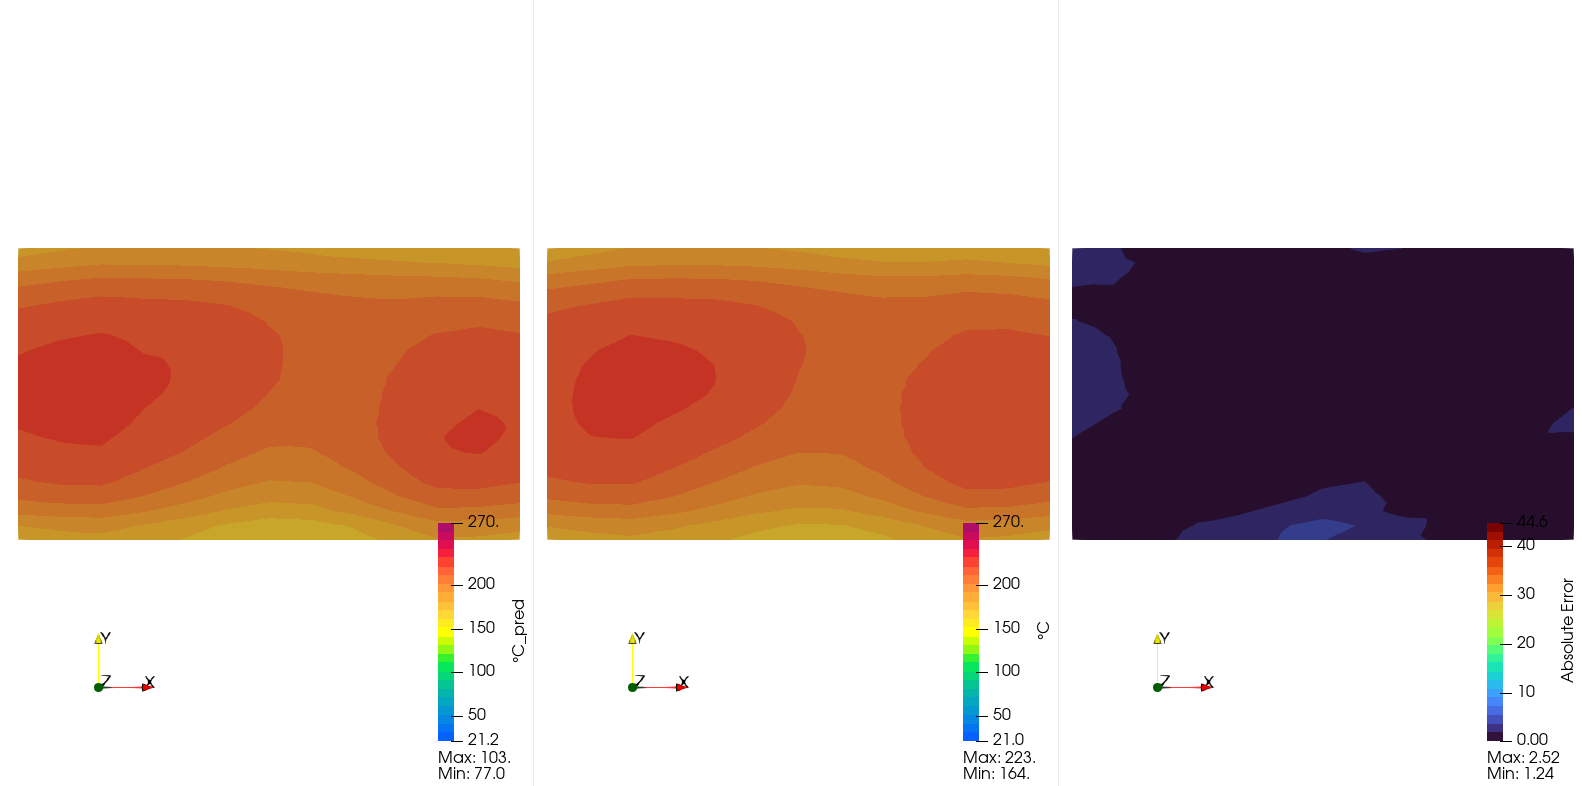 270.
200
150
100
50
21.2
°C_pred
Max: 103.
Min: 77.0
Y
Z
X
270.
200
150
100
50
21.0
°C
Max: 223.
Min: 164.
Y
Z
X
44.6
40
30
20
10
0.00
Absolute Error
Max: 2.52
Min: 1.24
Y
Z
X